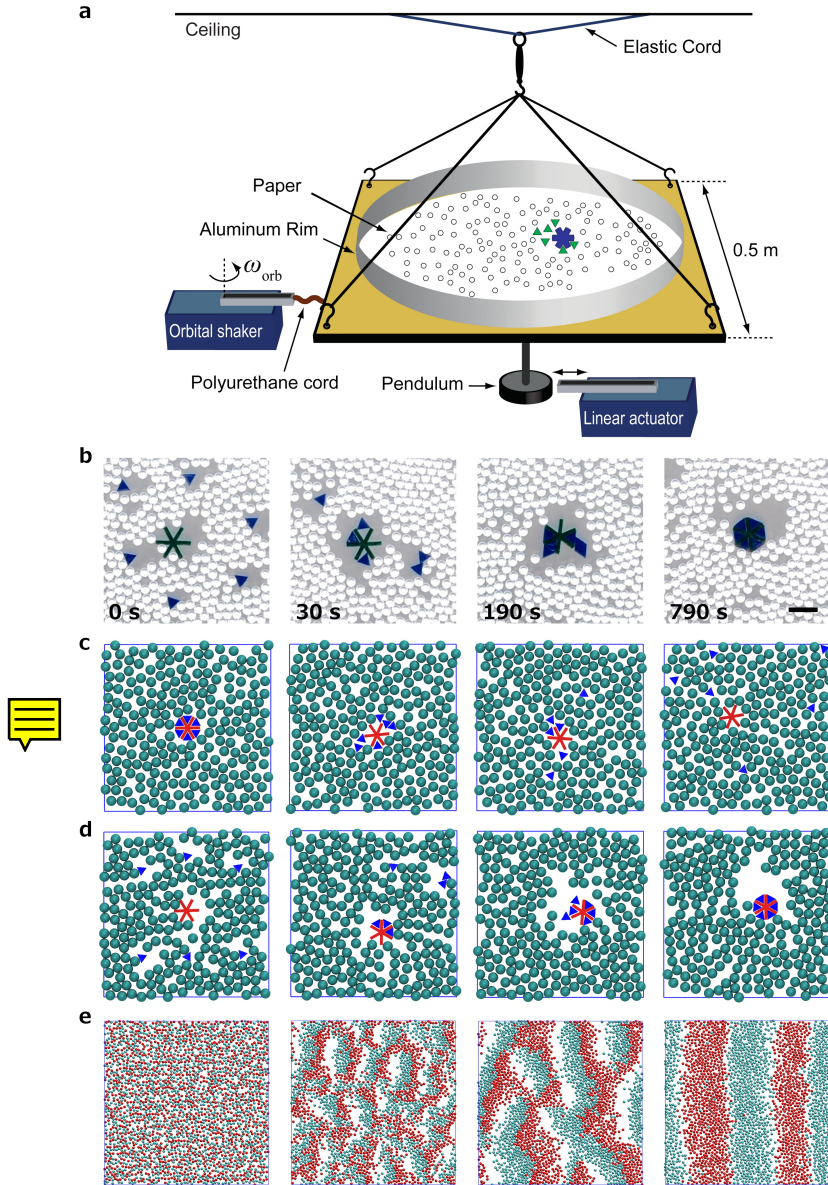 a
Ceiling
Elastic Cord
Paper
Aluminum Rim
0.5 m
ωorb
Orbital shaker
Polyurethane cord
Pendulum
Linear actuator
b
0 s
30 s
190 s
790 s
c
d
e